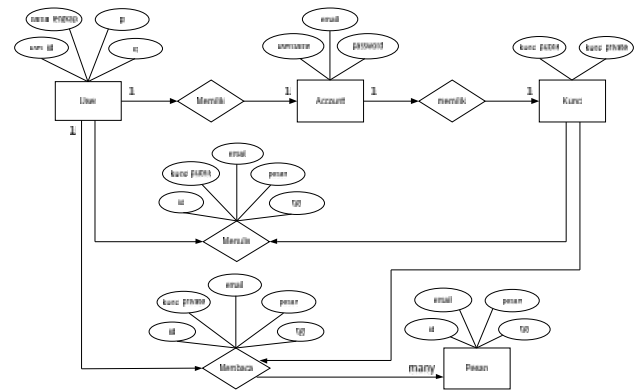 nama lengkap
p
user id
email
username
password
kunci publik
kunci private
User
1
Memiliki
1
Account
1
memiliki
1
Kunci
1
email
kunci publik
pesan
id
tgl
Menulis
email
kunci private
pesan
id
tgl
Membaca
many
email
pesan
id
tgl
Pesan